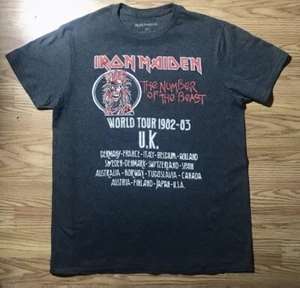 IRON MAIDEN
THE NUMBER
OF THE BEAST
WORLD TOUR 1982-83
U.K.
GERMANY-FRANCE-ITALY-BELGIUM-HOLLAND
SWEDEN-DENMARK-SWITZERLAND-SPAIN
AUSTRALIA-NORWAY-YUGOSLAVIA-CANADA
AUSTRIA-FINLAND-JAPAN-U.S.A.